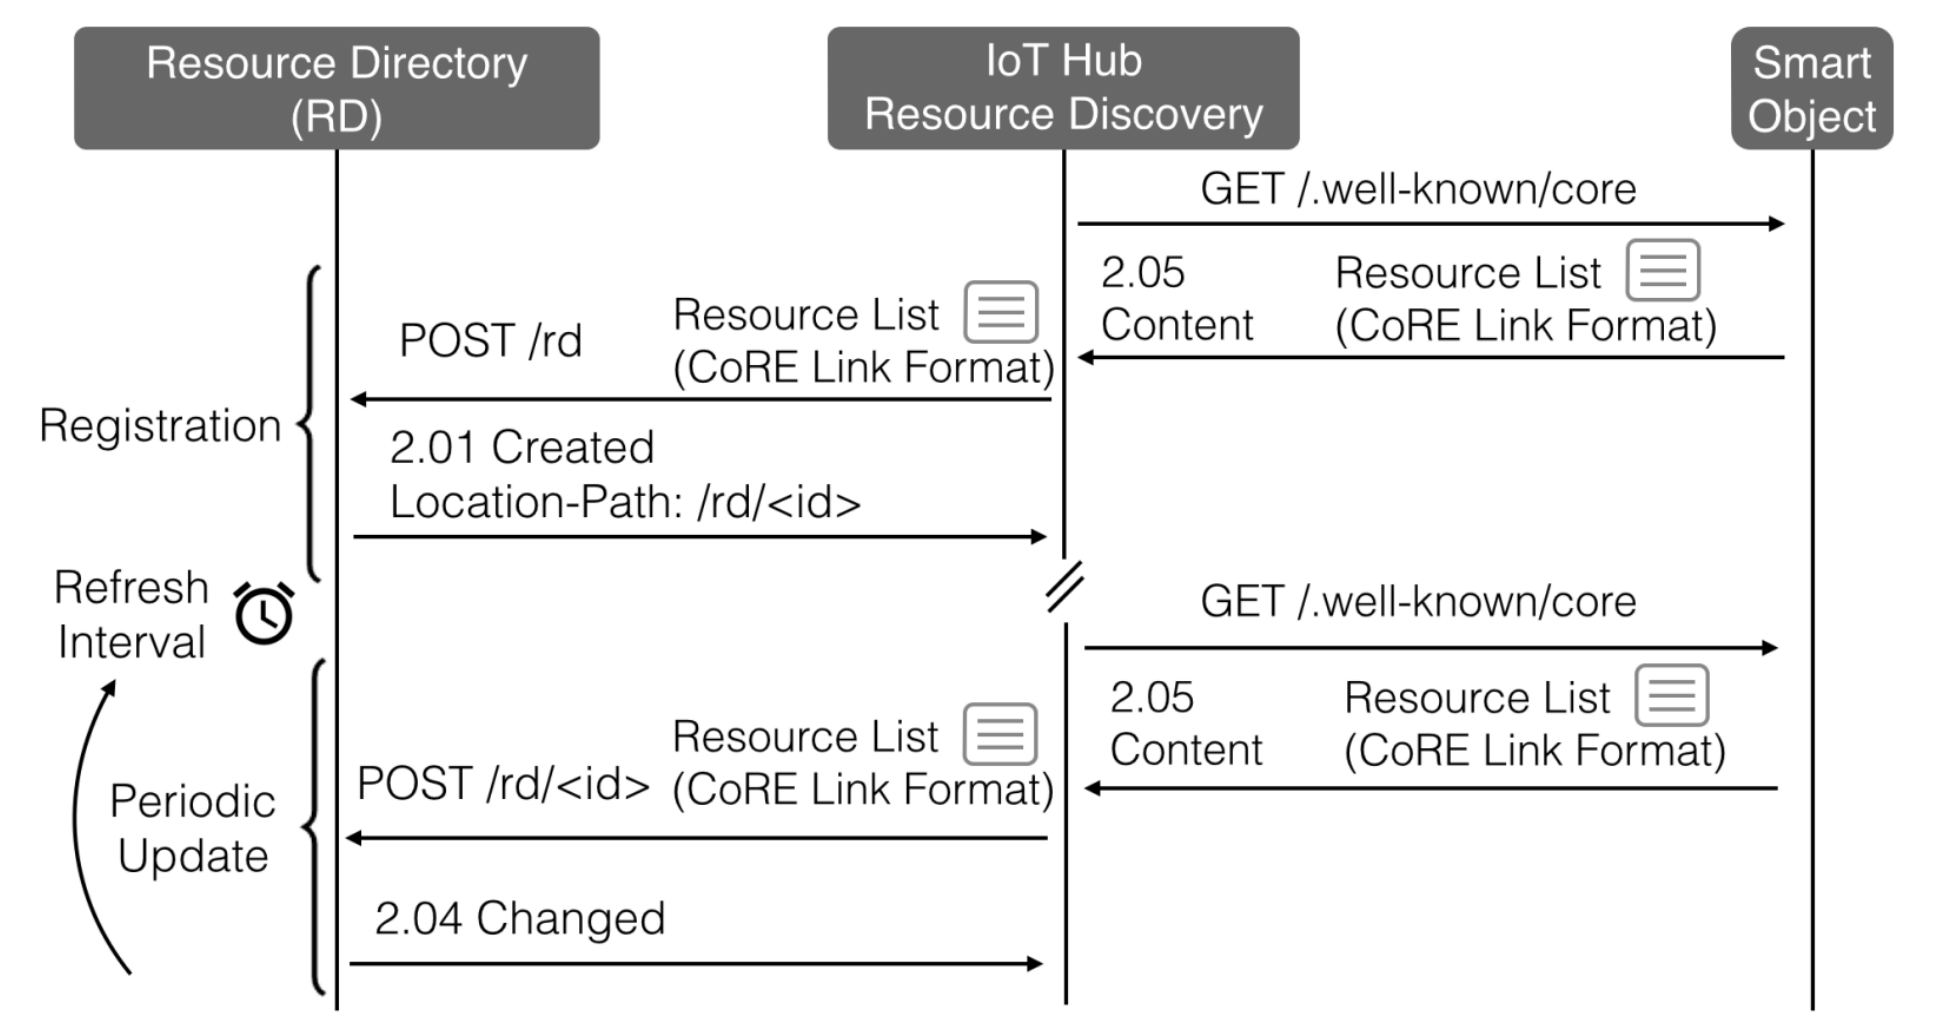 Resource Directory
(RD)
IoT Hub
Resource Discovery
Smart
Object
GET /.well-known/core
2.05
Content
Resource List
(CoRE Link Format)
POST /rd
Resource List
(CoRE Link Format)
Registration
2.01 Created
Location-Path: /rd/<id>
Refresh
Interval
GET /.well-known/core
2.05
Content
Resource List
(CoRE Link Format)
POST /rd/<id>
Resource List
(CoRE Link Format)
Periodic
Update
2.04 Changed